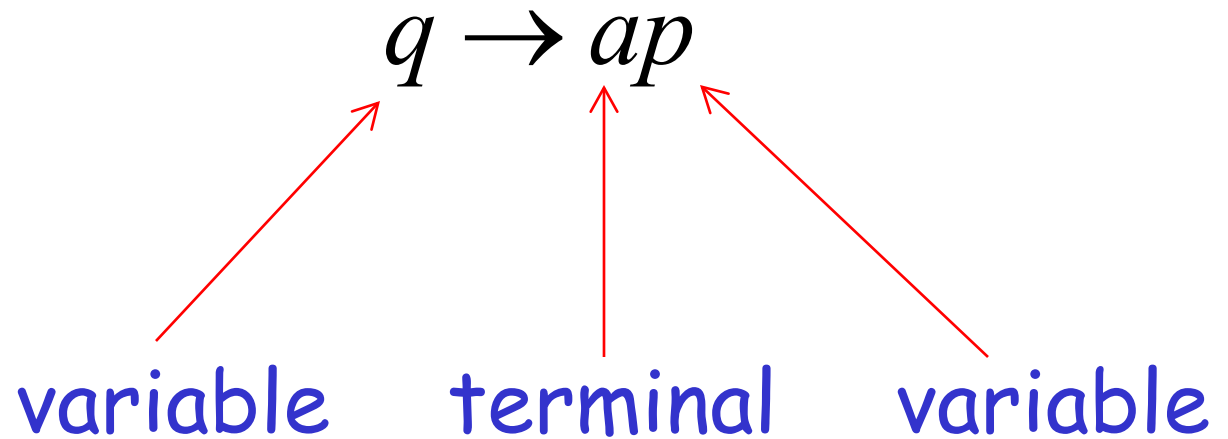 q → ap
variable terminal variable